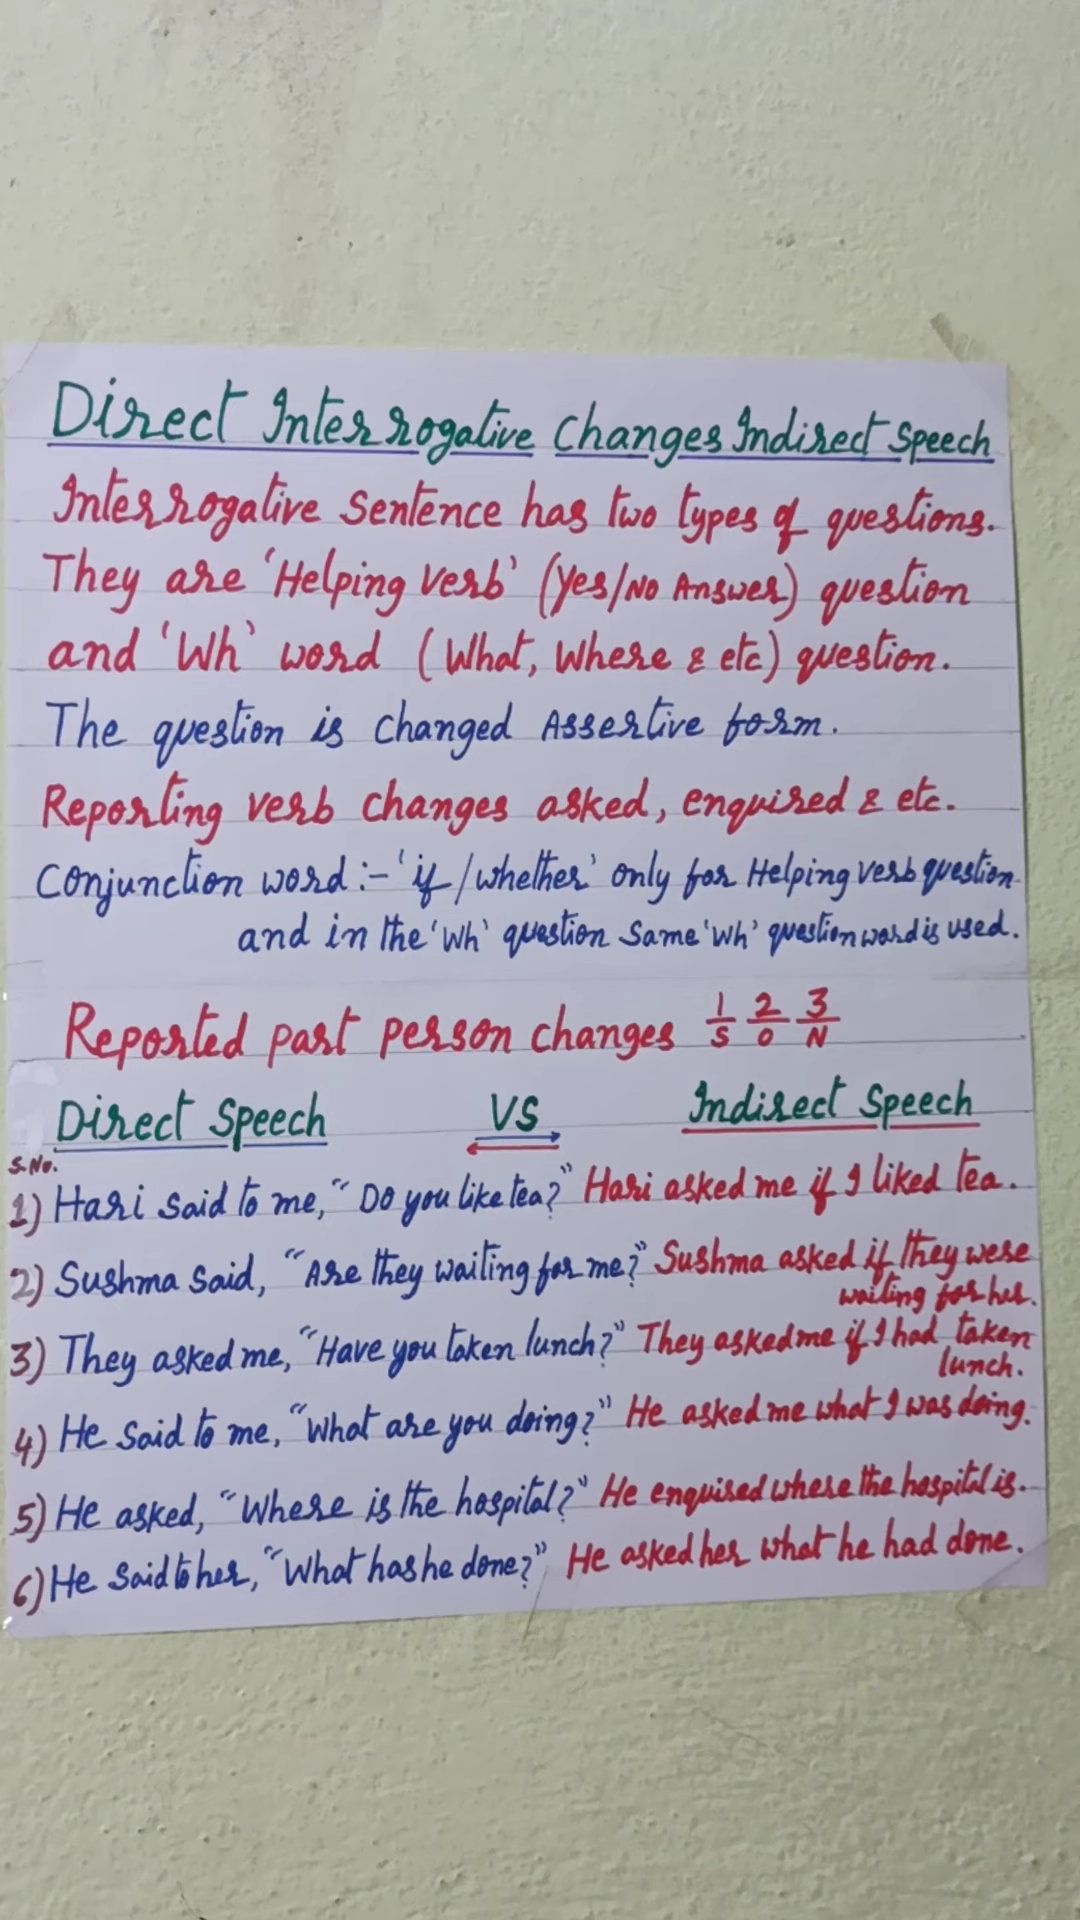 Direct Interrogative Changes Indirect Speech
Interrogative Sentence has two types of questions.
They are 'Helping verb' (Yes/No Answer) question
and 'Wh' word (What, Where & etc) question.
The question is changed Assertive form.
Reporting verb changes asked, enquired & etc.
Conjunction word :- 'if/whether' only for Helping verb question
and in the 'Wh' question same 'Wh' question word is used.
Reported part person changes 1/S 2/O 3/N
Direct Speech VS Indirect Speech
S.No.
1) Hari said to me, "Do you like tea?" Hari asked me if I liked tea.
2) Sushma said, "Are they waiting for me?" Sushma asked if they were
waiting for her.
3) They asked me, "Have you taken lunch?" They asked me if I had taken
lunch.
4) He said to me, "What are you doing?" He asked me what I was doing.
5) He asked, "Where is the hospital?" He enquired where the hospital is.
6) He said to her, "What has he done?" He asked her what he had done.